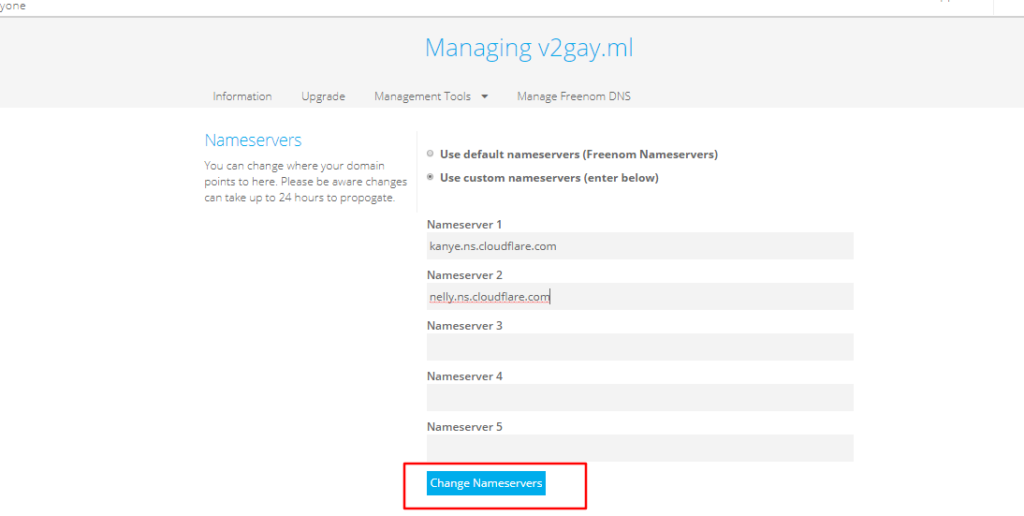 yone
Managing v2gay.ml
Information Upgrade Management Tools Manage Freenom DNS
Nameservers
You can change where your domain
points to here. Please be aware changes
can take up to 24 hours to propogate.
Use default nameservers (Freenom Nameservers)
Use custom nameservers (enter below)
Nameserver 1
kanye.ns.cloudflare.com
Nameserver 2
nelly.ns.cloudflare.com
Nameserver 3
Nameserver 4
Nameserver 5
Change Nameservers